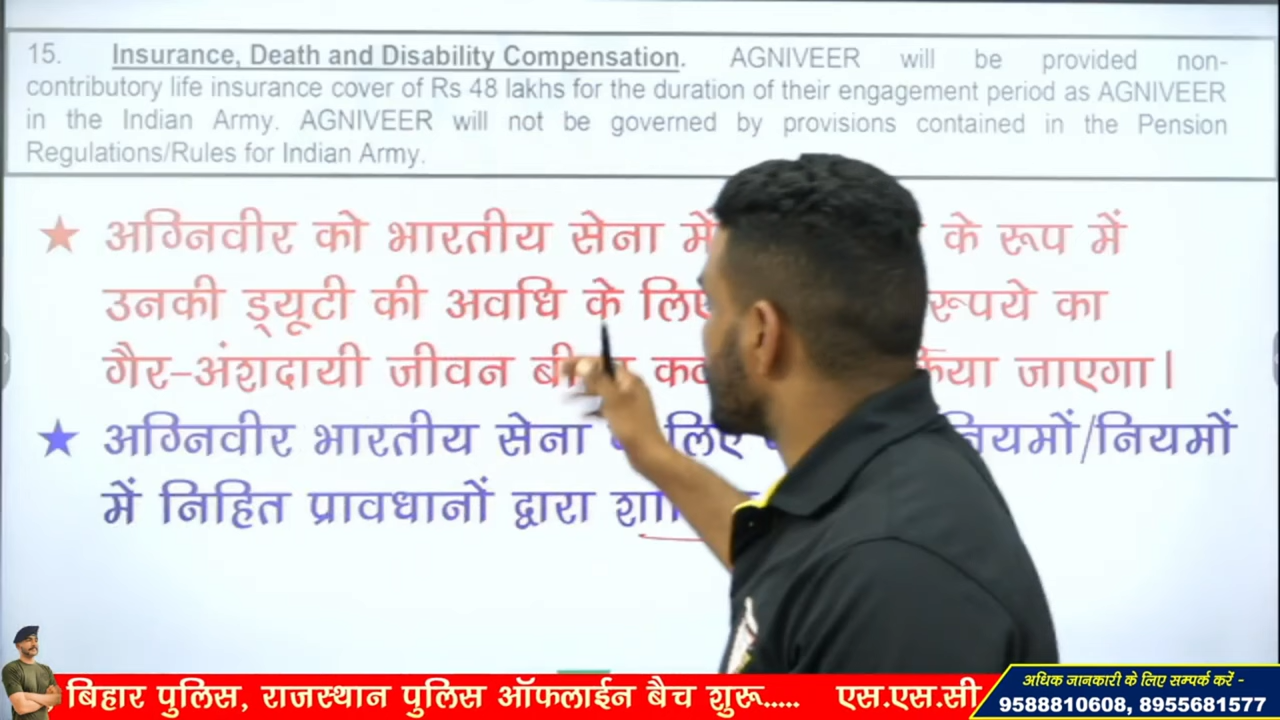 15. Insurance, Death and Disability Compensation. AGNIVEER will be provided non-
contributory life insurance cover of Rs 48 lakhs for the duration of their engagement period as AGNIVEER
in the Indian Army. AGNIVEER will not be governed by provisions contained in the Pension
Regulations/Rules for Indian Army.
★ अग्निवीर को भारतीय सेना में के रूप में
उनकी ड्यूटी की अवधि के लिए रूपये का
गैर-अंशदायी जीवन जाएगा।
★ अग्निवीर भारतीय सेना लिए /नियमों
में निहित प्रावधानों द्वारा
बिहार पुलिस, राजस्थान पुलिस ऑफलाईन बैच शुरू..... एस.एस.सी
अधिक जानकारी के लिए सम्पर्क करें -
9588810608, 8955681577